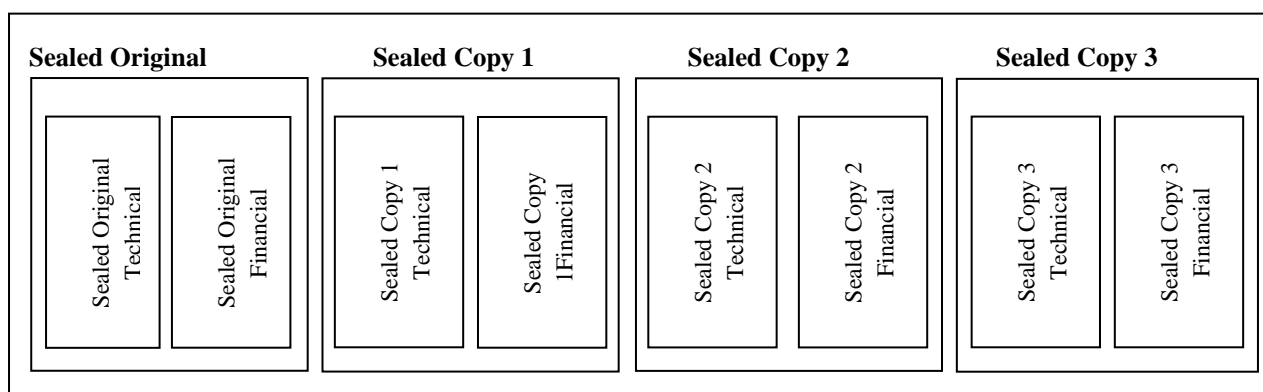 Sealed Original
Sealed Copy 1
Sealed Copy 2
Sealed Copy 3
Sealed Original
Technical
Sealed Original
Financial
Sealed Copy 1
Technical
Sealed Copy
1Financial
Sealed Copy 2
Technical
Sealed Copy 2
Financial
Sealed Copy 3
Technical
Sealed Copy 3
Financial